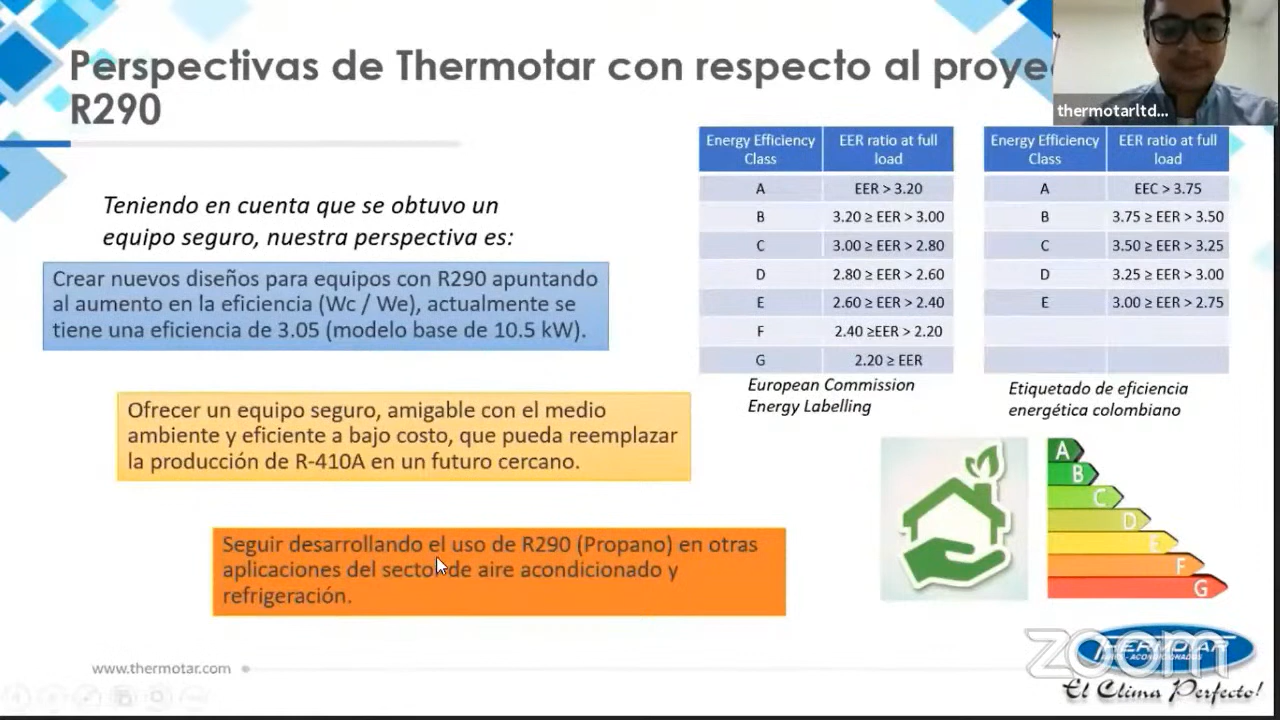 Perspectivas de Thermotar con respecto al proye
R290
thermotarltd...
Teniendo en cuenta que se obtuvo un
equipo seguro, nuestra perspectiva es:
Crear nuevos diseños para equipos con R290 apuntando
al aumento en la eficiencia (Wc / We), actualmente se
tiene una eficiencia de 3.05 (modelo base de 10.5 kW).
Ofrecer un equipo seguro, amigable con el medio
ambiente y eficiente a bajo costo, que pueda reemplazar
la producción de R-410A en un futuro cercano.
Seguir desarrollando el uso de R290 (Propano) en otras
aplicaciones del sector de aire acondicionado y
refrigeración.
Energy Efficiency Class EER ratio at full load
A EER > 3.20
B 3.20 ≥ EER > 3.00
C 3.00 ≥ EER > 2.80
D 2.80 ≥ EER > 2.60
E 2.60 ≥ EER > 2.40
F 2.40 ≥EER > 2.20
G 2.20 ≥ EER
European Commission
Energy Labelling
Energy Efficiency Class EER ratio at full load
A EEC > 3.75
B 3.75 ≥ EER > 3.50
C 3.50 ≥ EER > 3.25
D 3.25 ≥ EER > 3.00
E 3.00 ≥ EER > 2.75
Etiquetado de eficiencia
energética colombiano
A
B
C
D
E
F
G
www.thermotar.com
zoom
THERMOTAR
AIRES - ACONDICIONADOS
El Clima Perfecto!